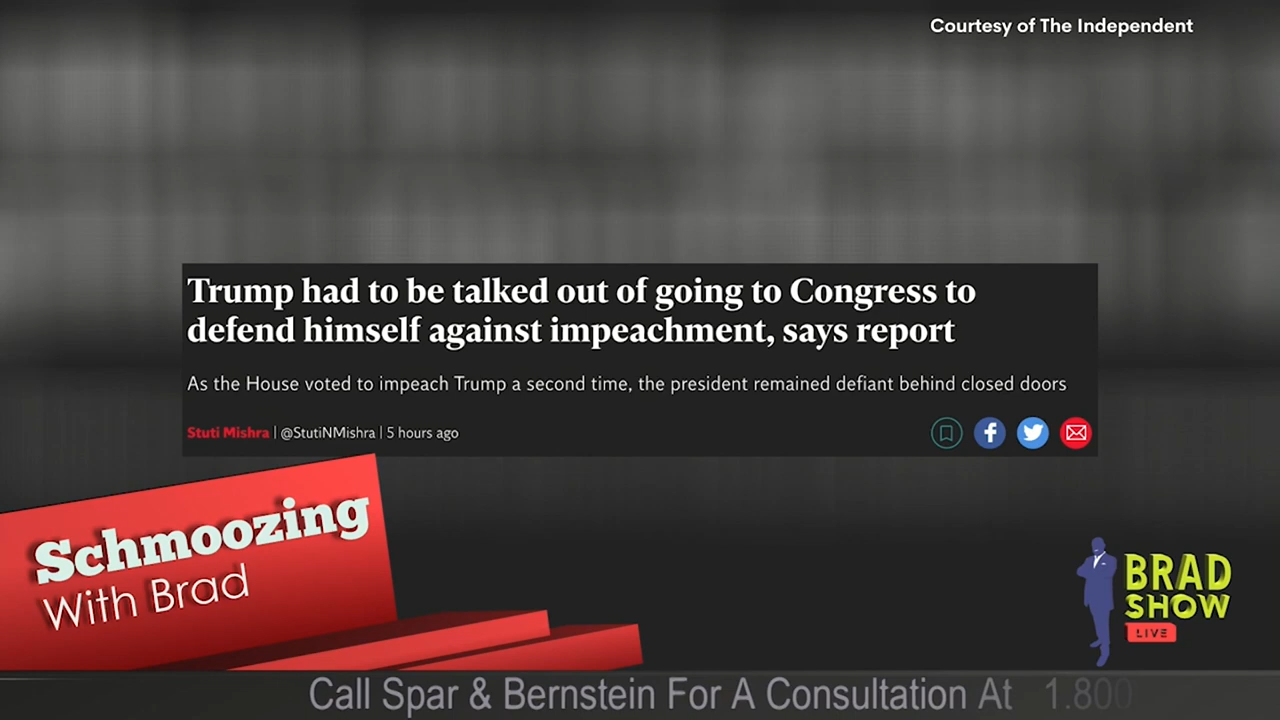 Courtesy of The Independent
Trump had to be talked out of going to Congress to
defend himself against impeachment, says report
As the House voted to impeach Trump a second time, the president remained defiant behind closed doors
Stuti Mishra | @StutiNMishra | 5 hours ago
Schmoozing
With Brad
BRAD
SHOW
LIVE
Call Spar & Bernstein For A Consultation At 1.800